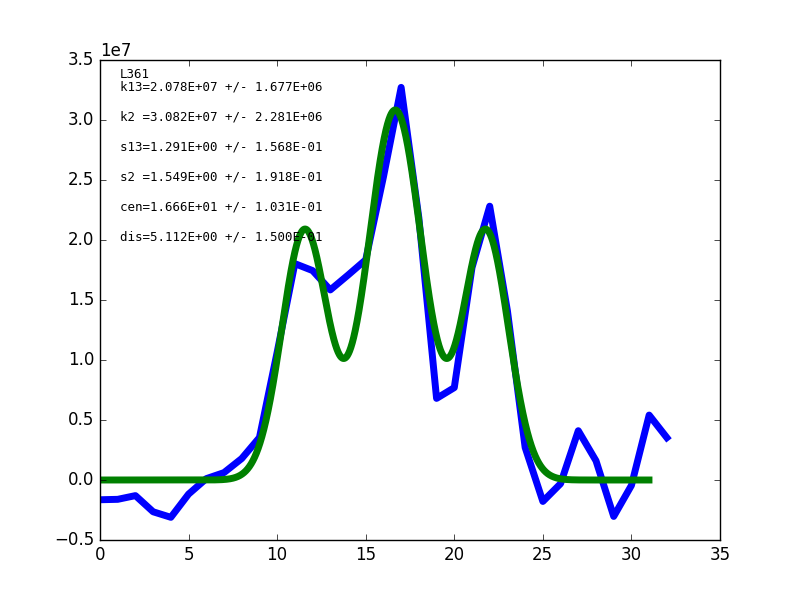 1e7
3.5
3.0
2.5
2.0
1.5
1.0
0.5
0.0
−0.5
L361
k13=2.078E+07 +/- 1.677E+06
k2 =3.082E+07 +/- 2.281E+06
s13=1.291E+00 +/- 1.568E-01
s2 =1.549E+00 +/- 1.918E-01
cen=1.666E+01 +/- 1.031E-01
dis=5.112E+00 +/- 1.500E-01
0 5 10 15 20 25 30 35